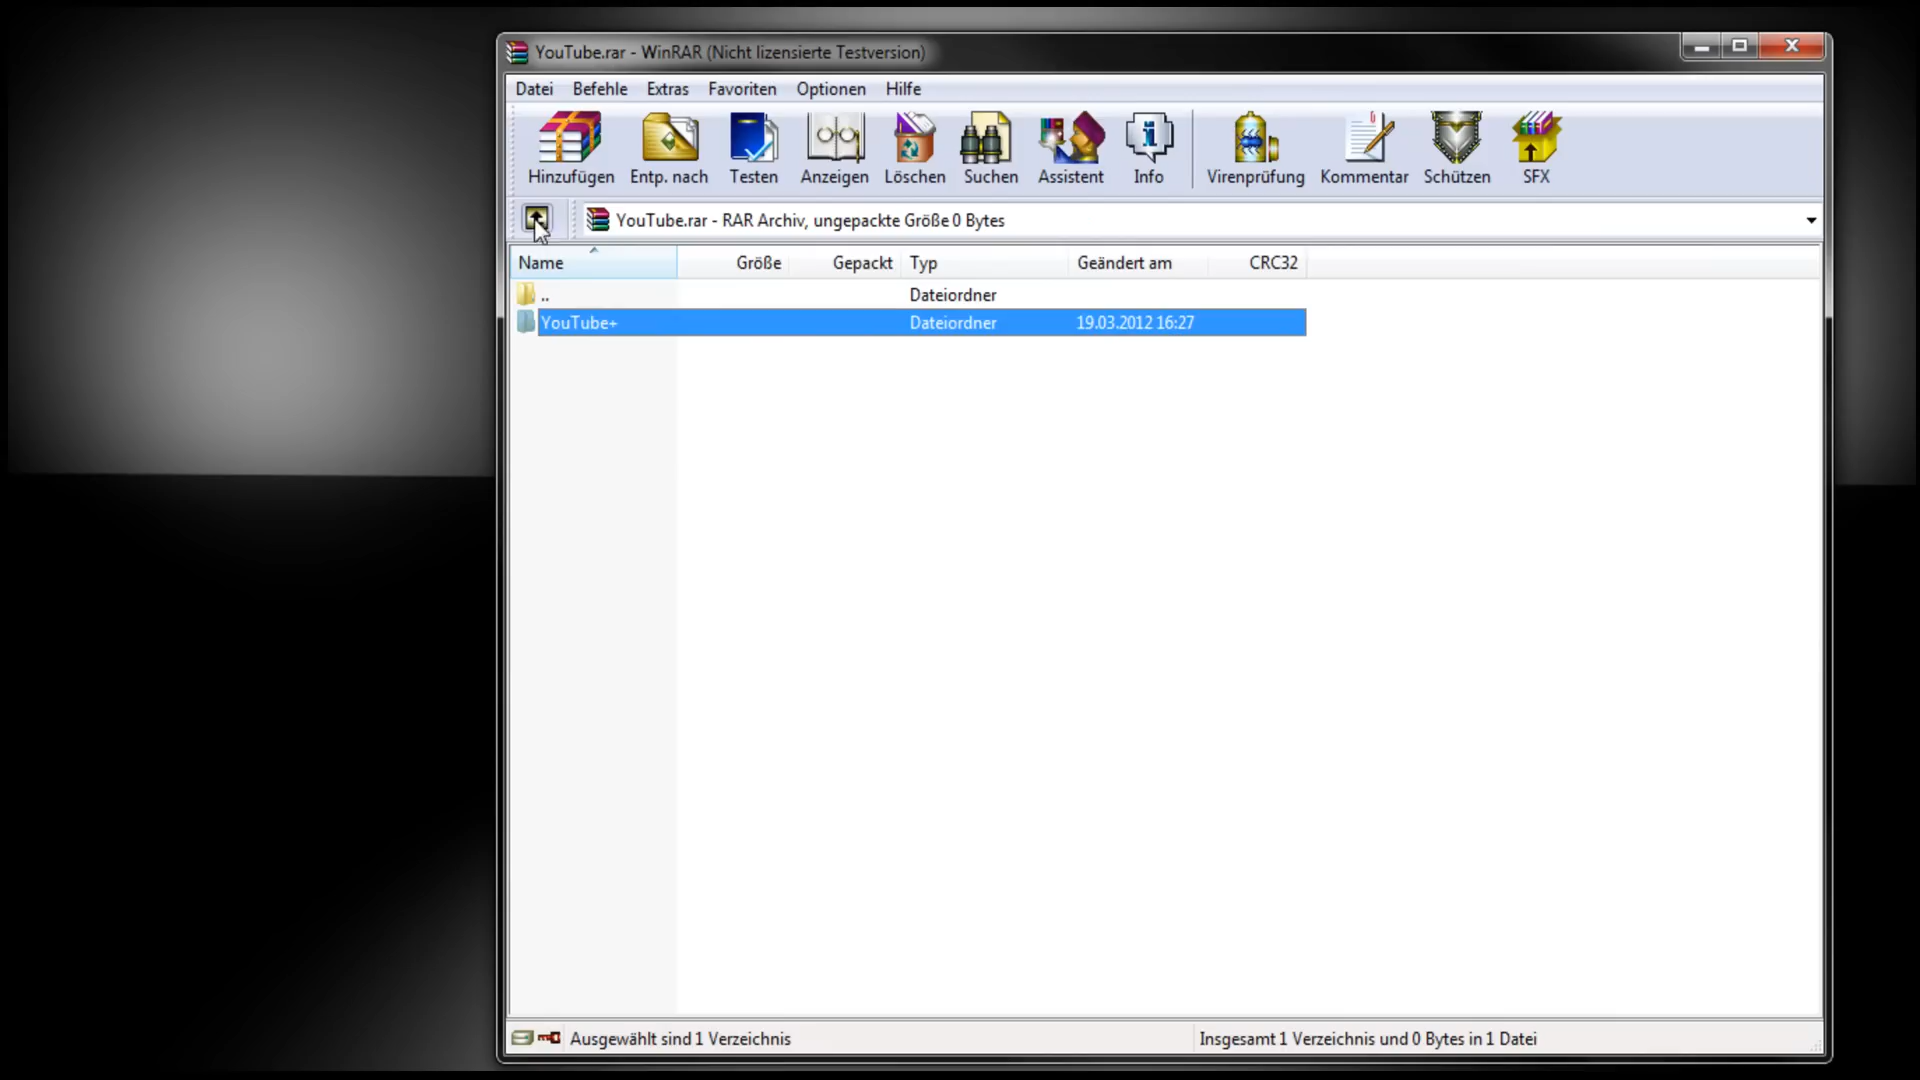 YouTube.rar - WinRAR (Nicht lizensierte Testversion)
Datei Befehle Extras Favoriten Optionen Hilfe
Hinzufügen Entp. nach Testen Anzeigen Löschen Suchen Assistent Info Virenprüfung Kommentar Schützen SFX
YouTube.rar - RAR Archiv, ungepackte Größe 0 Bytes
Name Größe Gepackt Typ Geändert am CRC32
.. Dateiordner
YouTube+ Dateiordner 19.03.2012 16:27
Ausgewählt sind 1 Verzeichnis Insgesamt 1 Verzeichnis und 0 Bytes in 1 Datei